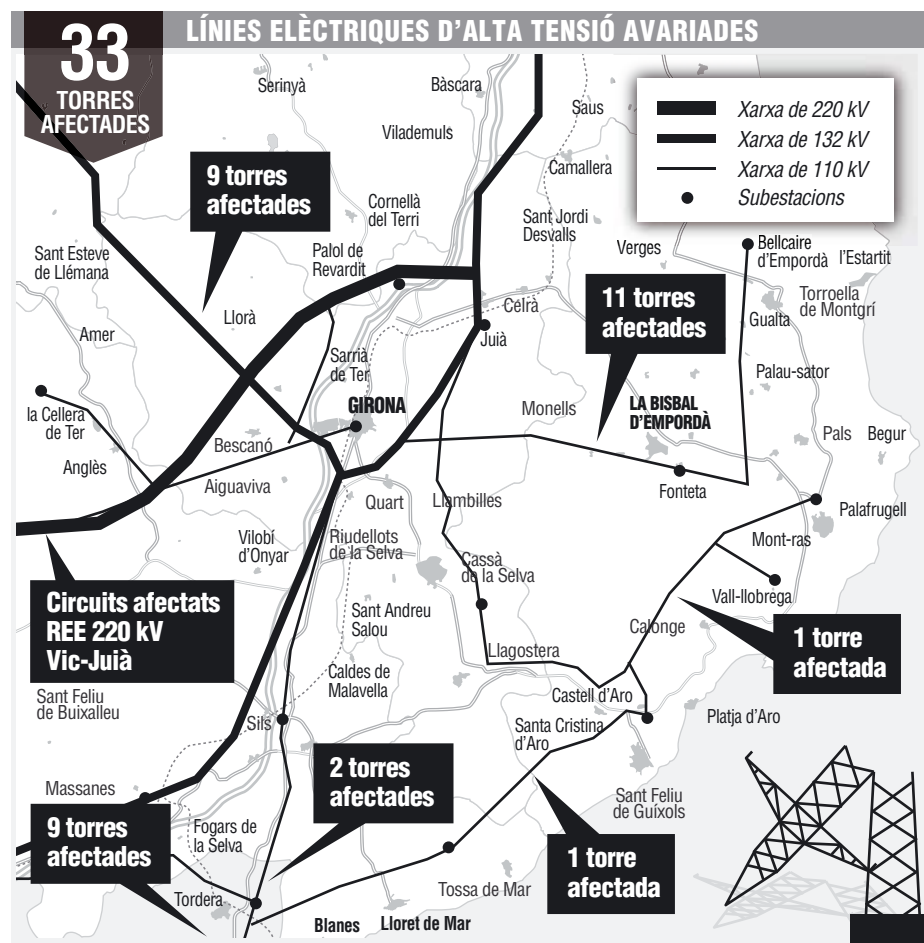 33
TORRES
AFECTADES
LÍNIES ELÈCTRIQUES D'ALTA TENSIÓ AVARIADES
Xarxa de 220 kV
Xarxa de 132 kV
Xarxa de 110 kV
Subestacions
Serinyà
Bàscara
Saus
Vilademuls
Camallera
9 torres
afectades
Cornellà
del Terri
Sant Jordi
Desvalls
Sant Esteve
de Llémana
Palol de
Revardit
Verges
Bellcaire
d'Empordà
l'Estartit
Llorà
Celrà
11 torres
afectades
Torroella
de Montgrí
Gualta
Amer
Juià
Sarrià
de Ter
Palau-sator
la Cellera
de Ter
GIRONA
Monells
LA BISBAL
D'EMPORDÀ
Bescanó
Pals
Begur
Anglès
Aiguaviva
Quart
Llambilles
Fonteta
Palafrugell
Vilobí
d'Onyar
Riudellots
de la Selva
Mont-ras
Cassà
de la Selva
Vall-llobrega
Circuits afectats
REE 220 kV
Vic-Juià
Sant Andreu
Salou
Calonge
1 torre
afectada
Llagostera
Caldes de
Malavella
Sant Feliu
de Buixalleu
Castell d'Aro
Sils
Santa Cristina
d'Aro
Platja d'Aro
2 torres
afectades
Massanes
Sant Feliu
de Guíxols
9 torres
afectades
Fogars de
la Selva
1 torre
afectada
Tordera
Tossa de Mar
Blanes
Lloret de Mar